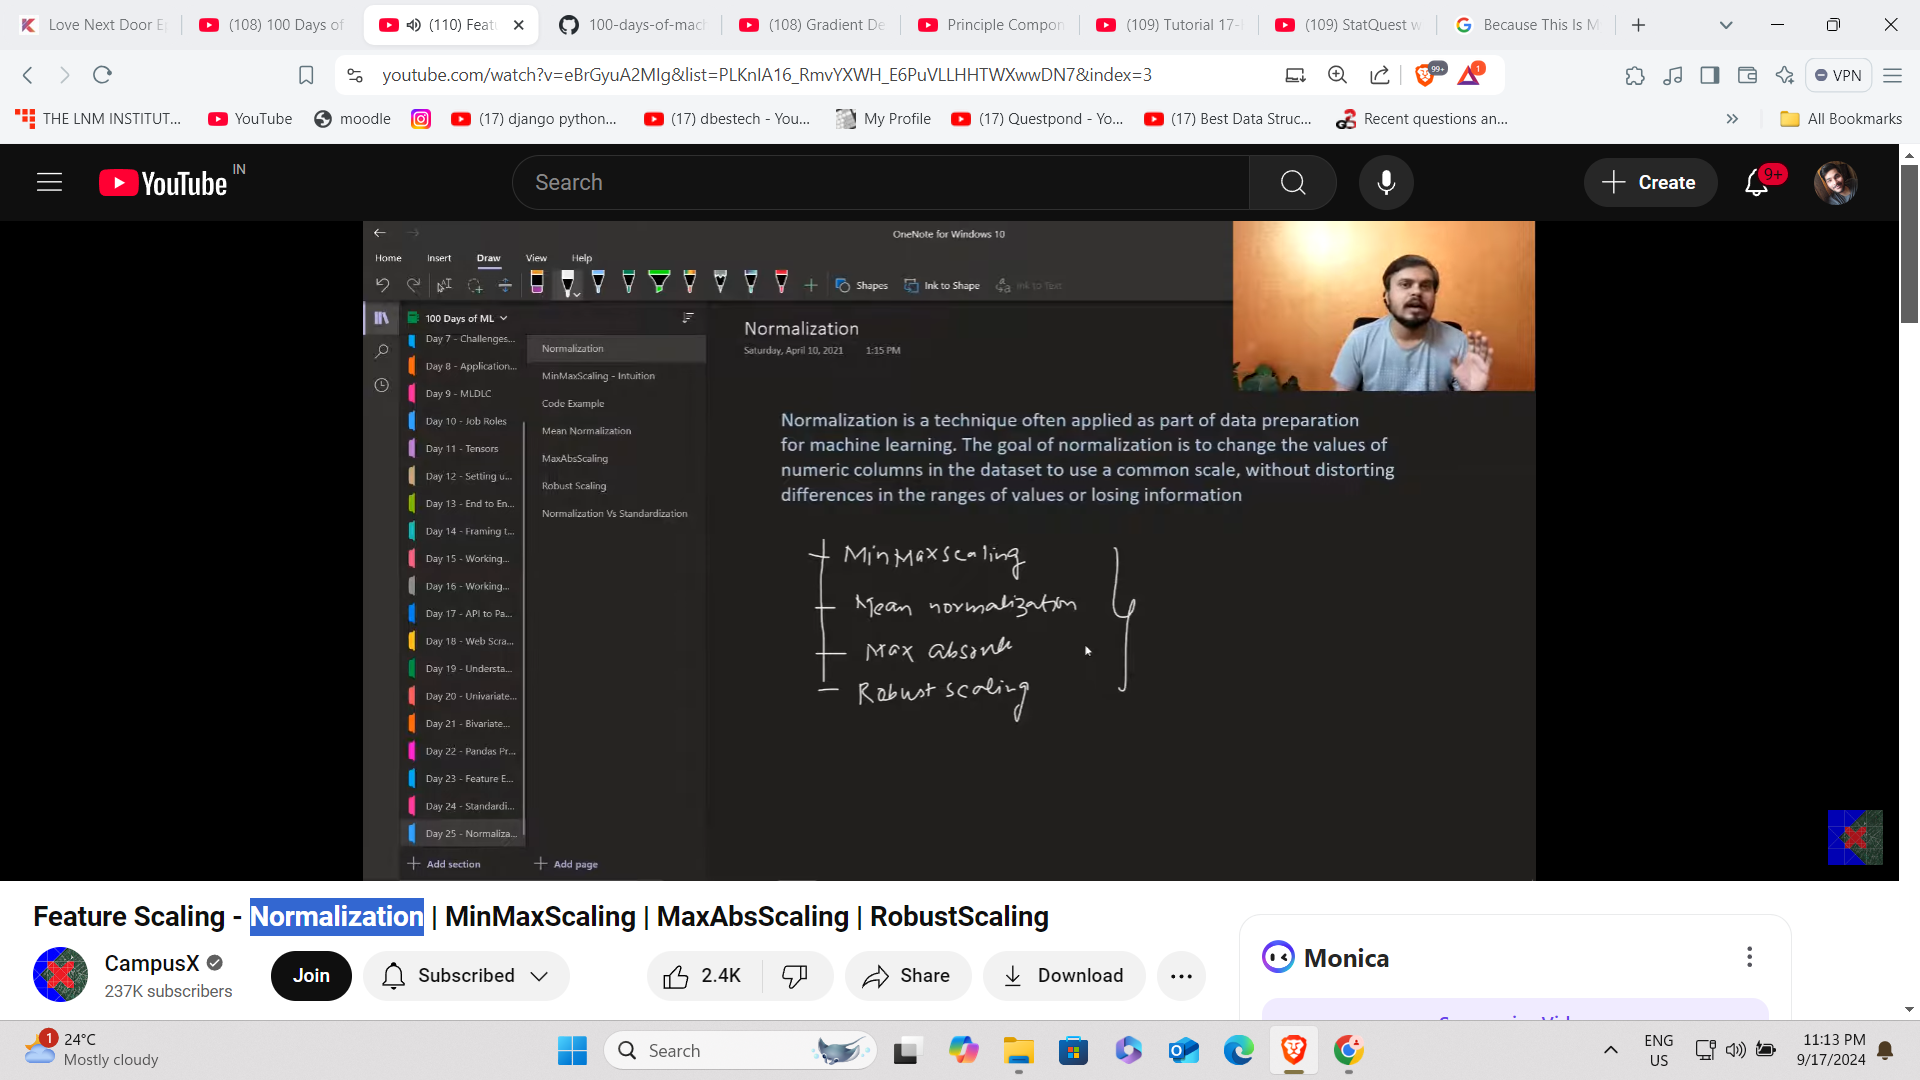 Love Next Door E
(108) 100 Days of
(110) Featu
100-days-of-mach
(108) Gradient De
Principle Compon
(109) Tutorial 17-
(109) StatQuest w
Because This Is M
youtube.com/watch?v=eBrGyuA2MIg&list=PLKnIA16_RmvYXWH_E6PuVLLHHTWXwwDN7&index=3
99+
1
VPN
THE LNM INSTITUT...
YouTube
moodle
(17) django python...
(17) dbestech - You...
My Profile
(17) Questpond - Yo...
(17) Best Data Struc...
Recent questions an...
»
All Bookmarks
YouTube IN
Search
Create
9+
OneNote for Windows 10
Home Insert Draw View Help
Shapes
Ink to Shape
Ink to Text
100 Days of ML
Day 7 - Challenges...
Day 8 - Application...
Day 9 - MLDLC
Day 10 - Job Roles
Day 11 - Tensors
Day 12 - Setting u...
Day 13 - End to En...
Day 14 - Framing t...
Day 15 - Working...
Day 16 - Working...
Day 17 - API to Pa...
Day 18 - Web Scra...
Day 19 - Understa...
Day 20 - Univariate...
Day 21 - Bivariate...
Day 22 - Pandas Pr...
Day 23 - Feature E...
Day 24 - Standardi...
Day 25 - Normaliza...
Add section
Normalization
MinMaxScaling - Intuition
Code Example
Mean Normalization
MaxAbsScaling
Robust Scaling
Normalization Vs Standardization
Add page
Normalization
Saturday, April 10, 2021 1:15 PM
Normalization is a technique often applied as part of data preparation
for machine learning. The goal of normalization is to change the values of
numeric columns in the dataset to use a common scale, without distorting
differences in the ranges of values or losing information
MinMaxscaling
Mean normalization
Max absolute
Robust scaling
Feature Scaling - Normalization | MinMaxScaling | MaxAbsScaling | RobustScaling
CampusX
237K subscribers
Join
Subscribed
2.4K
Share
Download
Monica
1
24°C
Mostly cloudy
Search
ENG
US
11:13 PM
9/17/2024